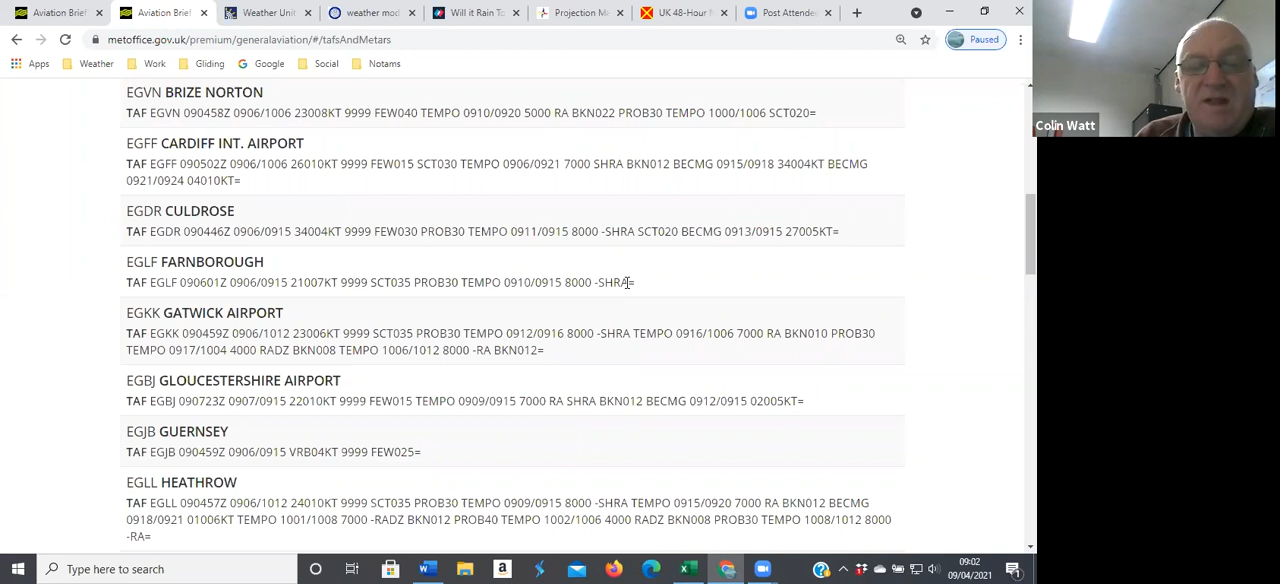 Aviation Brief
Aviation Brief
Weather Unit
weather mod
Will it Rain To
Projection M
UK 48-Hour
Post Attende
metoffice.gov.uk/premium/generalaviation/#/tafsAndMetars
Paused
Apps
Weather
Work
Gliding
Google
Social
Notams
Colin Watt
EGVN BRIZE NORTON
TAF EGVN 090458Z 0906/1006 23008KT 9999 FEW040 TEMPO 0910/0920 5000 RA BKN022 PROB30 TEMPO 1000/1006 SCT020=
EGFF CARDIFF INT. AIRPORT
TAF EGFF 090502Z 0906/1006 26010KT 9999 FEW015 SCT030 TEMPO 0906/0921 7000 SHRA BKN012 BECMG 0915/0918 34004KT BECMG
0921/0924 04010KT=
EGDR CULDROSE
TAF EGDR 090446Z 0906/0915 34004KT 9999 FEW030 PROB30 TEMPO 0911/0915 8000 -SHRA SCT020 BECMG 0913/0915 27005KT=
EGLF FARNBOROUGH
TAF EGLF 090601Z 0906/0915 21007KT 9999 SCT035 PROB30 TEMPO 0910/0915 8000 -SHRA=
EGKK GATWICK AIRPORT
TAF EGKK 090459Z 0906/1012 23006KT 9999 SCT035 PROB30 TEMPO 0912/0916 8000 -SHRA TEMPO 0916/1006 7000 RA BKN010 PROB30
TEMPO 0917/1004 4000 RADZ BKN008 TEMPO 1006/1012 8000 -RA BKN012=
EGBJ GLOUCESTERSHIRE AIRPORT
TAF EGBJ 090723Z 0907/0915 22010KT 9999 FEW015 TEMPO 0909/0915 7000 RA SHRA BKN012 BECMG 0912/0915 02005KT=
EGJB GUERNSEY
TAF EGJB 090459Z 0906/0915 VRB04KT 9999 FEW025=
EGLL HEATHROW
TAF EGLL 090457Z 0906/1012 24010KT 9999 SCT035 PROB30 TEMPO 0909/0915 8000 -SHRA TEMPO 0915/0920 7000 RA BKN012 BECMG
0918/0921 01006KT TEMPO 1001/1008 7000 -RADZ BKN012 PROB40 TEMPO 1002/1006 4000 RADZ BKN008 PROB30 TEMPO 1008/1012 8000
-RA=
Type here to search
09:02
09/04/2021